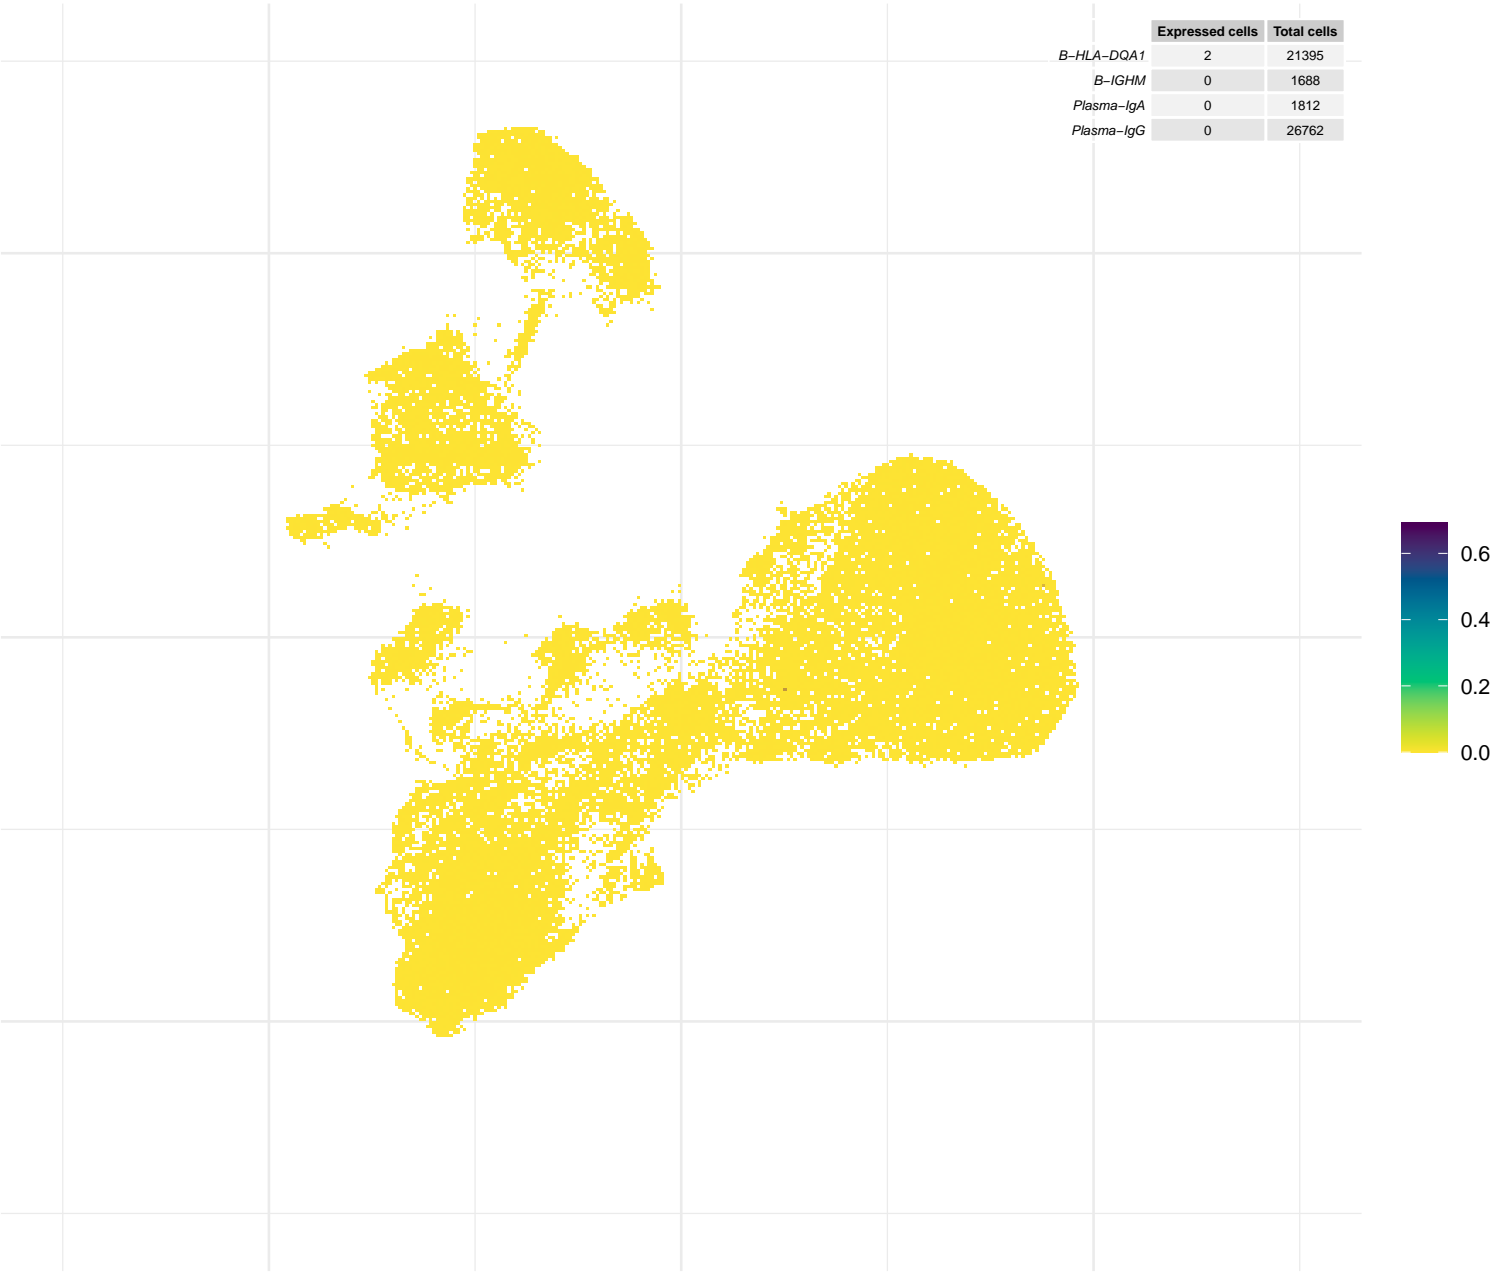 Expressed cells Total cells
B−HLA−DQA1 2 21395
B−IGHM 0 1688
Plasma−IgA 0 1812
Plasma−IgG 0 26762
0.6
0.4
0.2
0.0